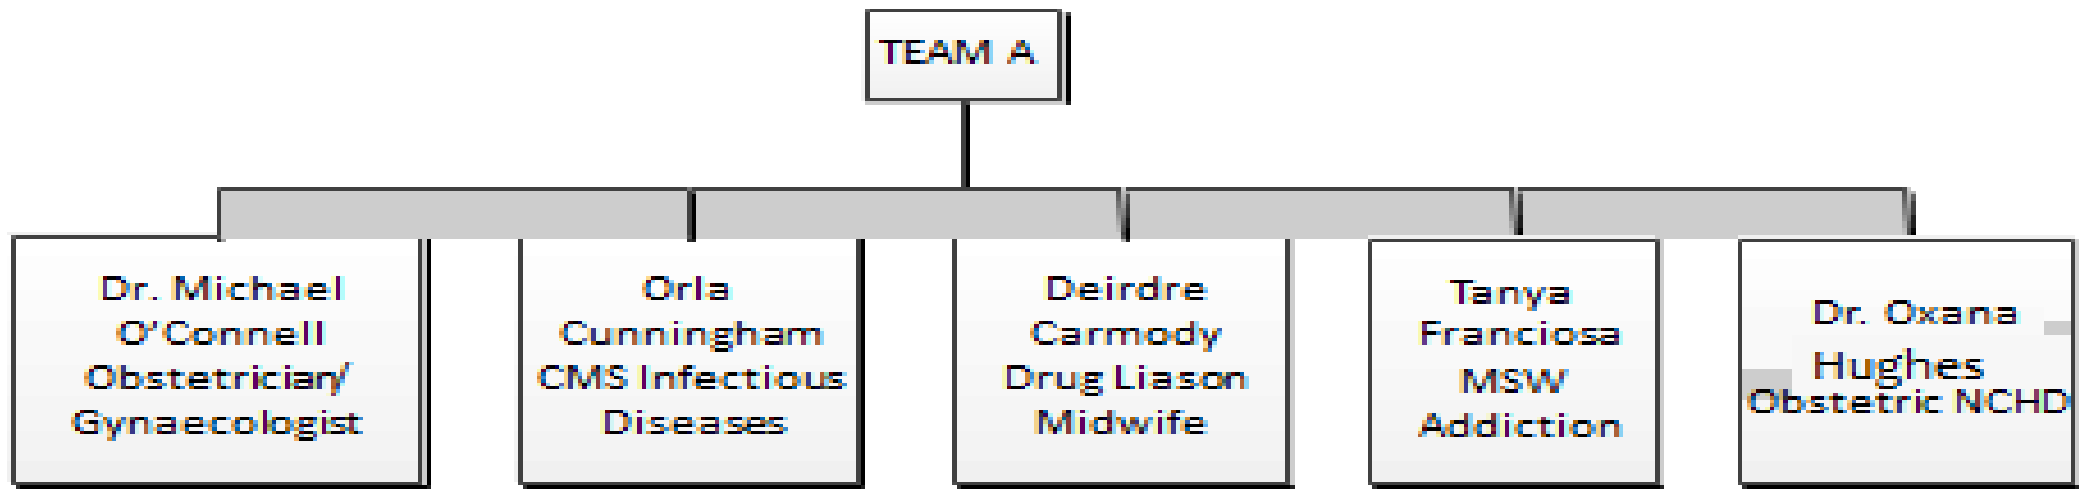 TEAM A
Dr. Michael
O'Connell
Obstetrician/
Gynaecologist
Orla
Cunningham
CMS Infectious
Diseases
Deirdre
Carmody
Drug Liason
Midwife
Tanya
Franciosa
MSW
Addiction
Dr. Oxana
Hughes
Obstetric NCHD